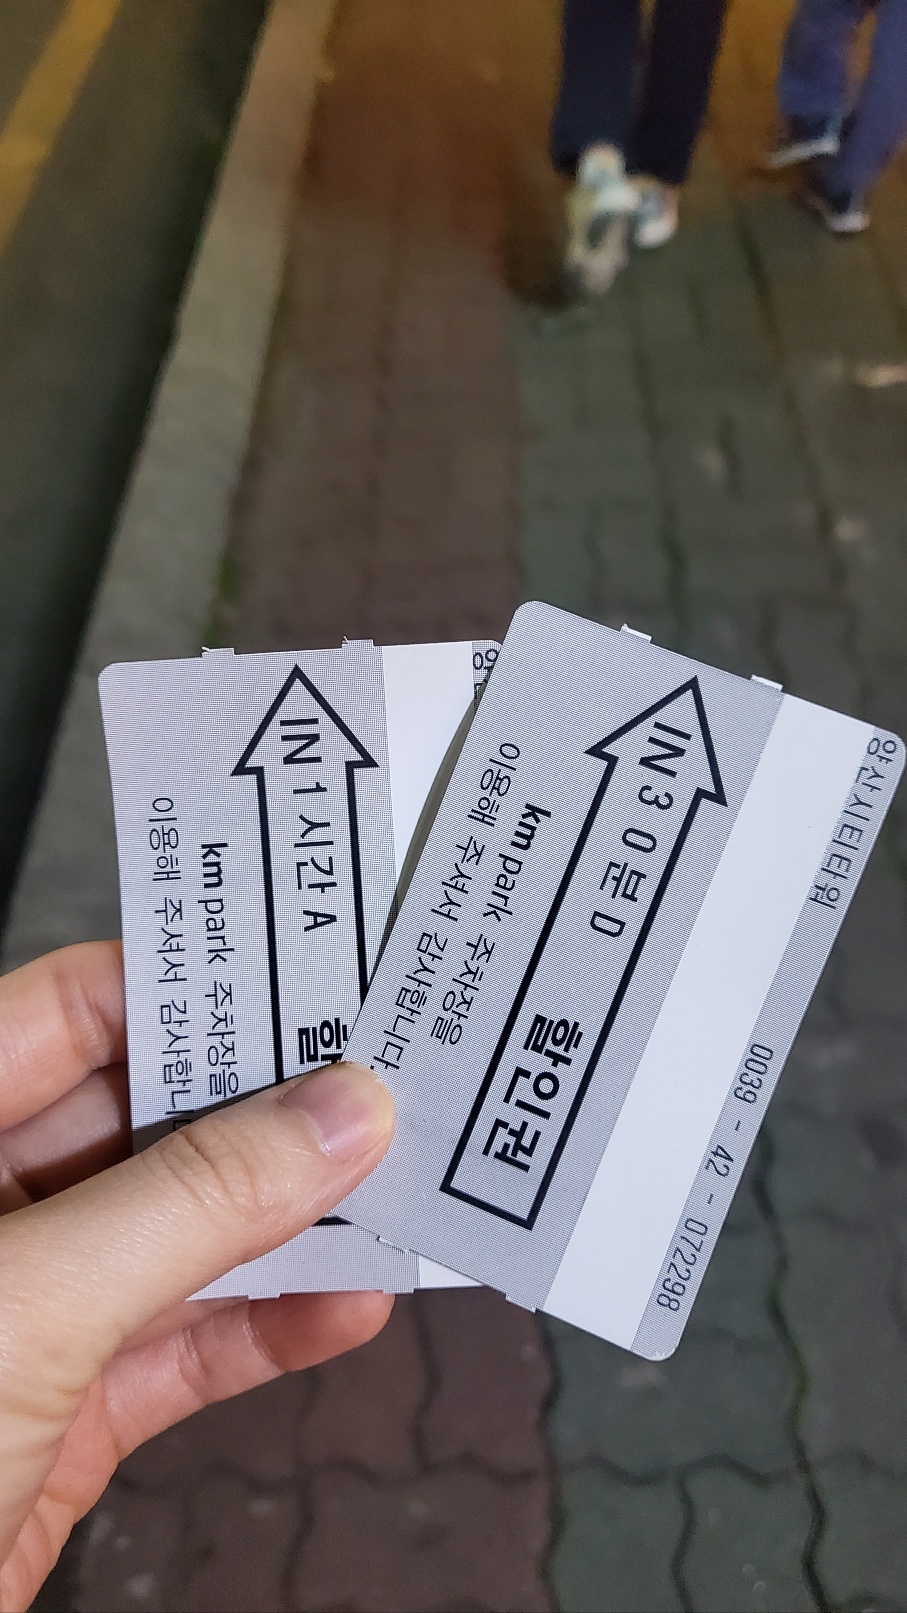 IN 1 시간 A
km park 주차장을
이용해 주셔서 감사합니다
양산시티타워
0039 - 42 - 072298
IN 3 0 분 D
할인권
km park 주차장을
이용해 주셔서 감사합니다.